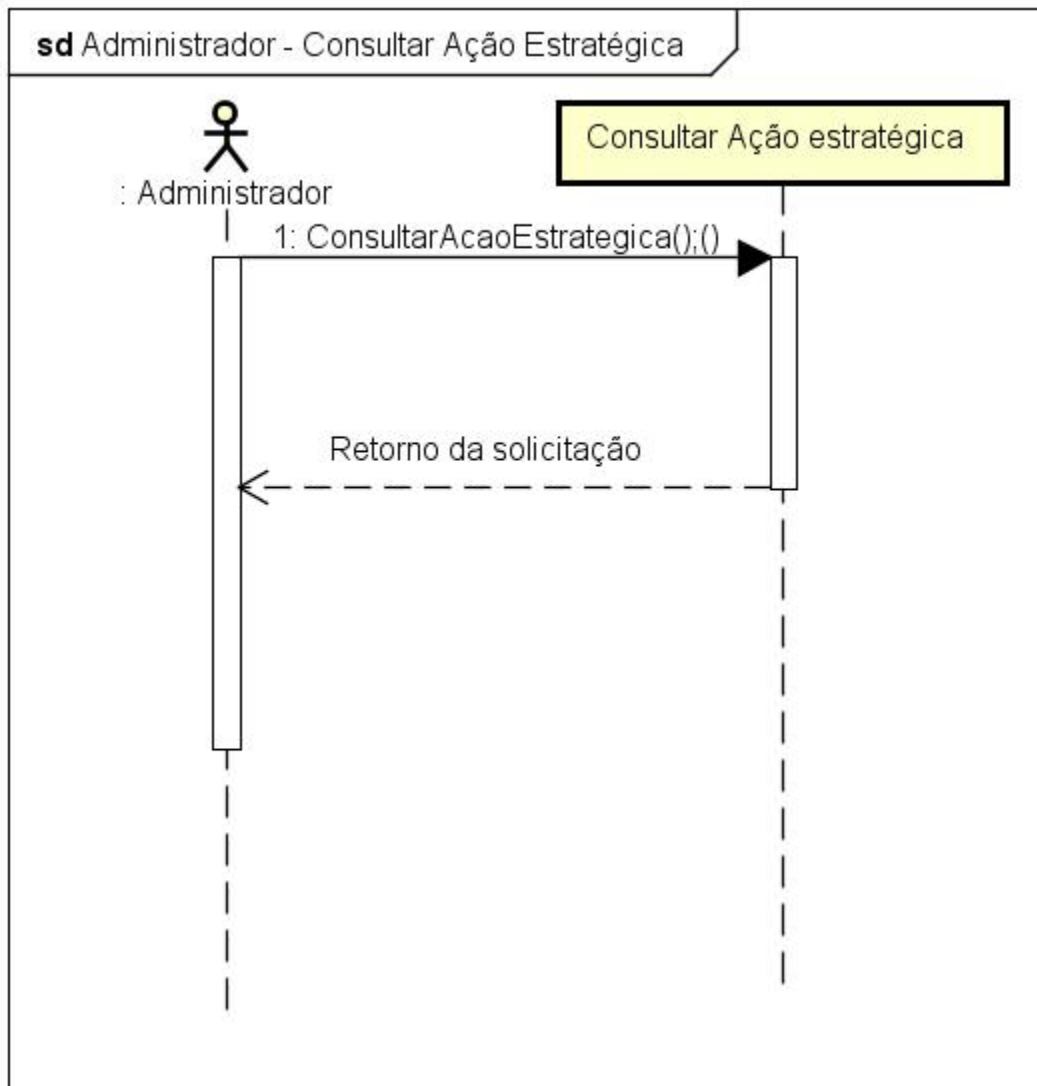 sd Administrador - Consultar Ação Estratégica
Consultar Ação estratégica
: Administrador
1: ConsultarAcaoEstrategica();()
Retorno da solicitação